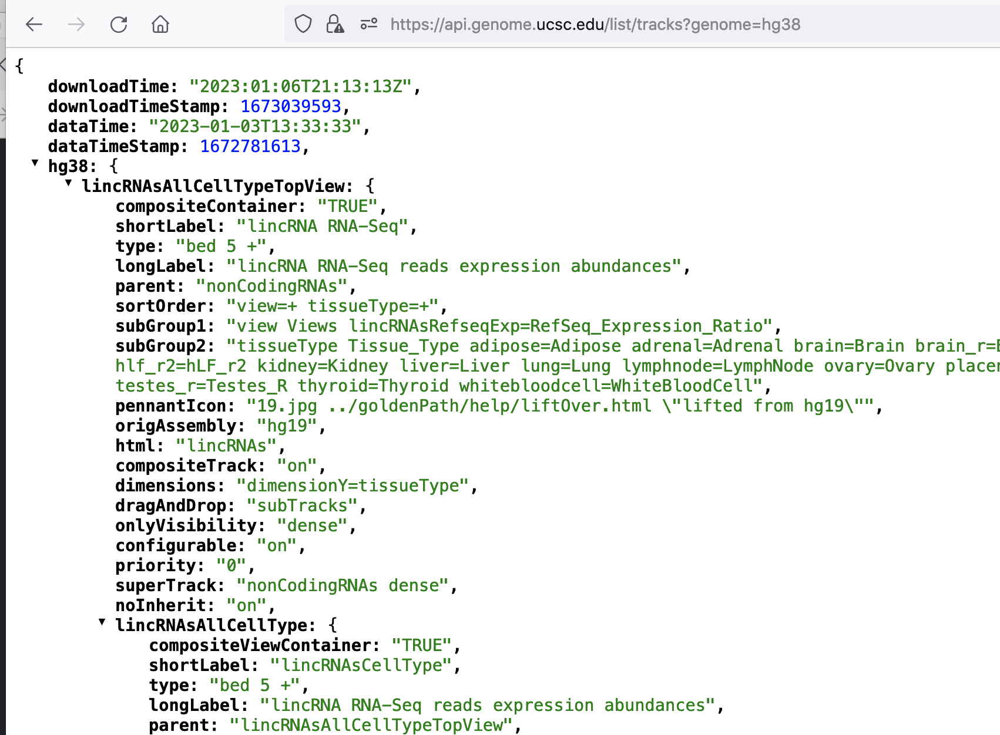 https://api.genome.ucsc.edu/list/tracks?genome=hg38
{
downloadTime: "2023:01:06T21:13:13Z",
downloadTimeStamp: 1673039593,
dataTime: "2023-01-03T13:33:33",
dataTimeStamp: 1672781613,
hg38: {
lincRNAsAllCellTypeTopView: {
compositeContainer: "TRUE",
shortLabel: "lincRNA RNA-Seq",
type: "bed 5 +",
longLabel: "lincRNA RNA-Seq reads expression abundances",
parent: "nonCodingRNAs",
sortOrder: "view=+ tissueType=+",
subGroup1: "view Views lincRNAsRefseqExp=RefSeq_Expression_Ratio",
subGroup2: "tissueType Tissue_Type adipose=Adipose adrenal=Adrenal brain=Brain brain_r=
hlf_r2=hLF_r2 kidney=Kidney liver=Liver lung=Lung lymphnode=LymphNode ovary=Ovary
testes_r=Testes_R thyroid=Thyroid whitebloodcell=WhiteBloodCell",
pennantIcon: "19.jpg ../goldenPath/help/liftOver.html \"lifted from hg19\"",
origAssembly: "hg19",
html: "lincRNAs",
compositeTrack: "on",
dimensions: "dimensionY=tissueType",
dragAndDrop: "subTracks",
onlyVisibility: "dense",
configurable: "on",
priority: "0",
superTrack: "nonCodingRNAs dense",
noInherit: "on",
lincRNAsAllCellType: {
compositeViewContainer: "TRUE",
shortLabel: "lincRNAsCellType",
type: "bed 5 +",
longLabel: "lincRNA RNA-Seq reads expression abundances",
parent: "lincRNAsAllCellTypeTopView",